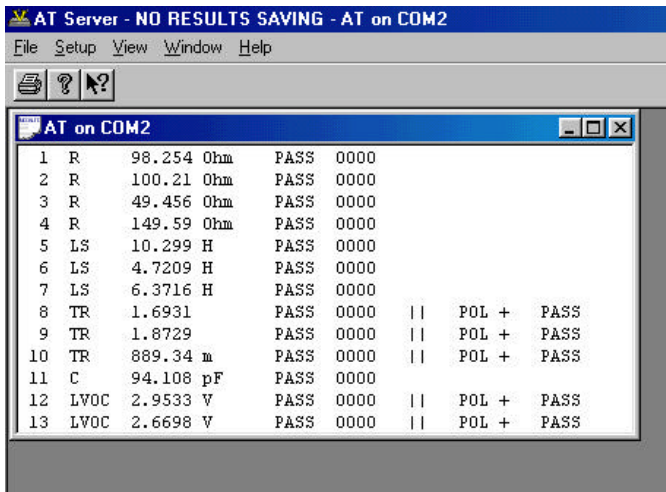 AT Server - NO RESULTS SAVING - AT on COM2
File Setup View Window Help
AT on COM2
1 R 98.254 Ohm PASS 0000
2 R 100.21 Ohm PASS 0000
3 R 49.456 Ohm PASS 0000
4 R 149.59 Ohm PASS 0000
5 LS 10.299 H PASS 0000
6 LS 4.7209 H PASS 0000
7 LS 6.3716 H PASS 0000
8 TR 1.6931 PASS 0000 || POL + PASS
9 TR 1.8729 PASS 0000 || POL + PASS
10 TR 889.34 m PASS 0000 || POL + PASS
11 C 94.108 pF PASS 0000
12 LVOC 2.9533 V PASS 0000 || POL + PASS
13 LVOC 2.6698 V PASS 0000 || POL + PASS